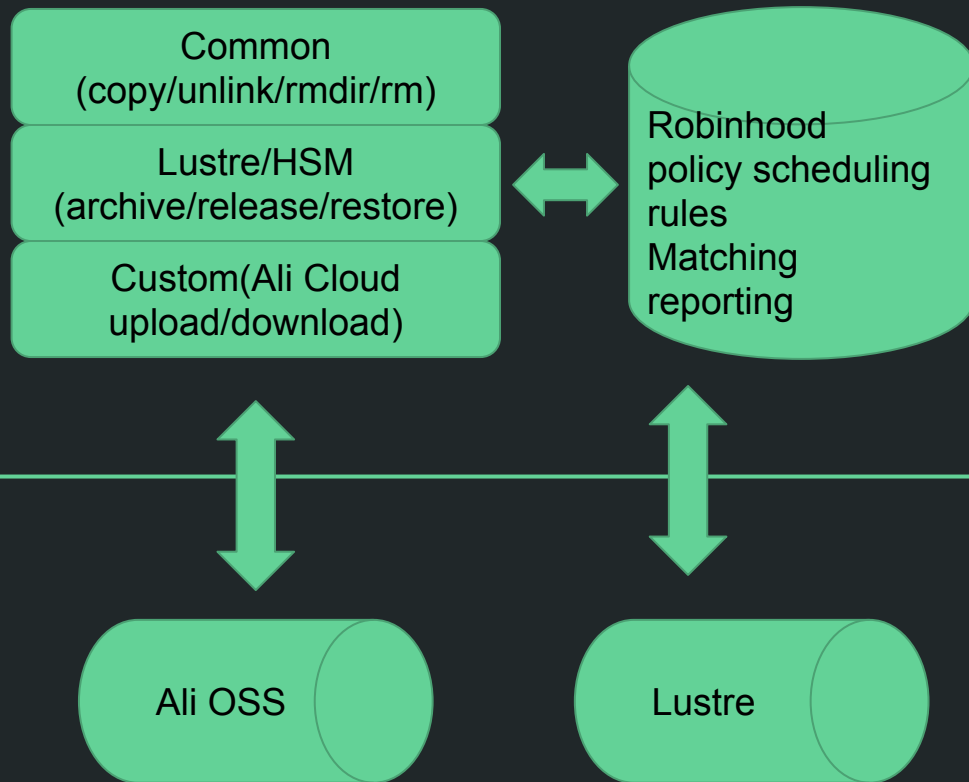 Common
(copy/unlink/rmdir/rm)
Lustre/HSM
(archive/release/restore)
Custom(Ali Cloud
upload/download)
Robinhood
policy scheduling
rules
Matching
reporting
Ali OSS
Lustre